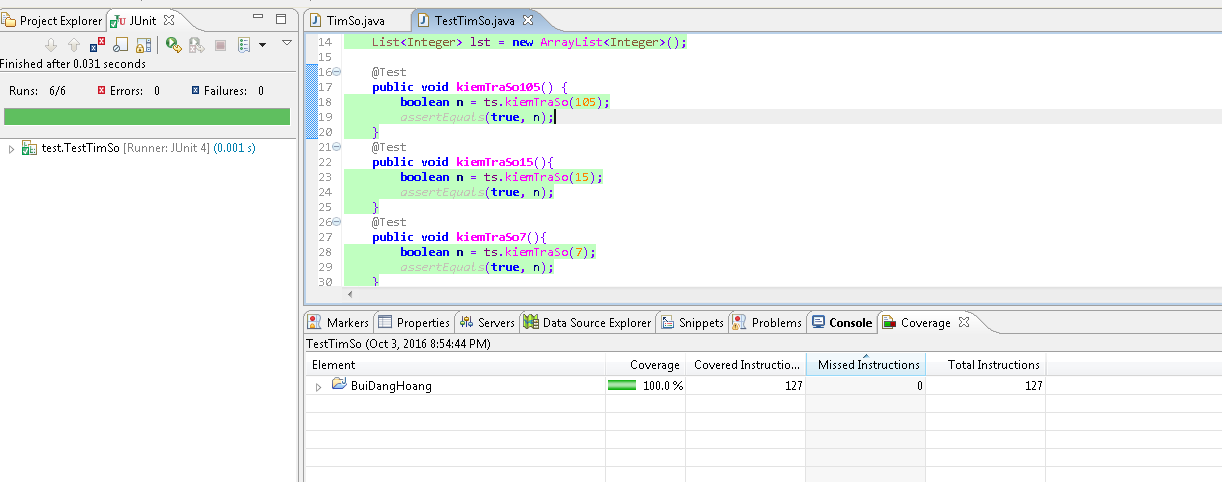 Project Explorer JUnit
Finished after 0.031 seconds
Runs: 6/6 Errors: 0 Failures: 0
test.TestTimSo [Runner: JUnit 4] (0.001 s)
TimSo.java TestTimSo.java
14 List<Integer> lst = new ArrayList<Integer>();
15
16 @Test
17 public void kiemTraSo105() {
18 boolean n = ts.kiemTraSo(105);
19 assertEquals(true, n);
20 }
21 @Test
22 public void kiemTraSo15(){
23 boolean n = ts.kiemTraSo(15);
24 assertEquals(true, n);
25 }
26 @Test
27 public void kiemTraSo7(){
28 boolean n = ts.kiemTraSo(7);
29 assertEquals(true, n);
30 }
Markers Properties Servers Data Source Explorer Snippets Problems Console Coverage
TestTimSo (Oct 3, 2016 8:54:44 PM)
Element Coverage Covered Instructio... Missed Instructions Total Instructions
BuiDangHoang 100.0 % 127 0 127